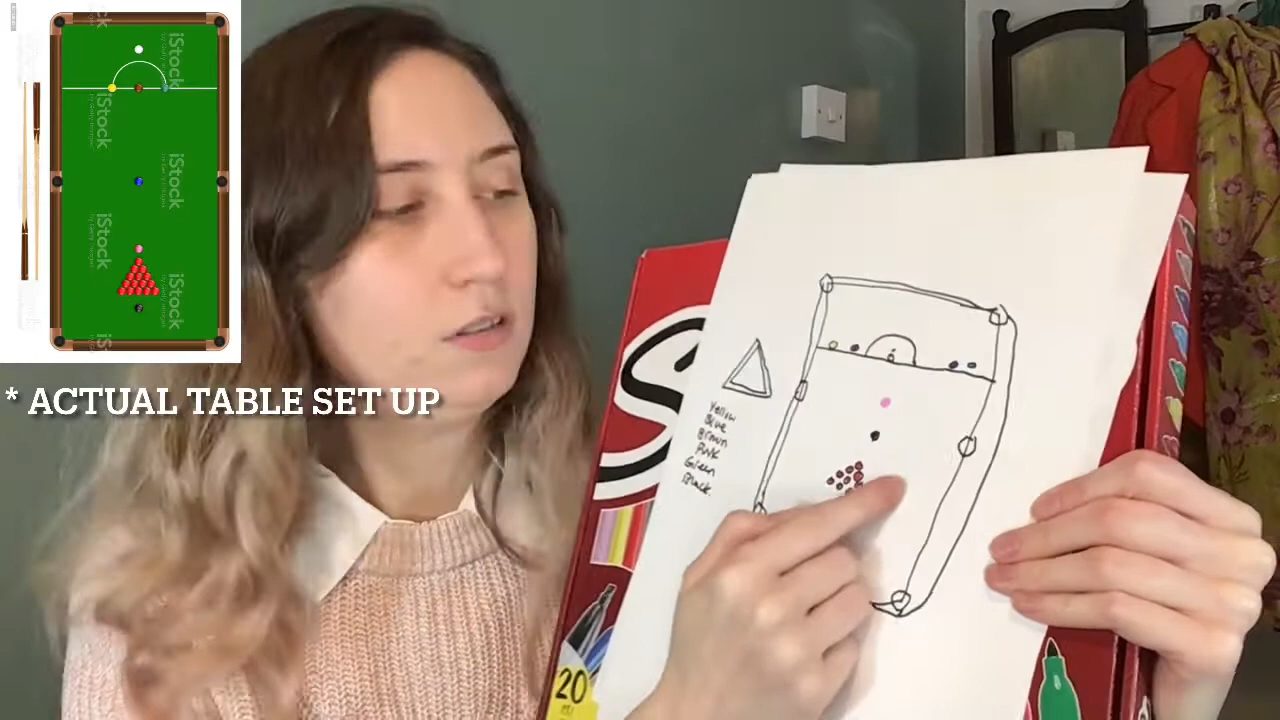 iStock
iStock
iStock
iStock
iStock
* ACTUAL TABLE SET UP
S
Yellow
Blue
Brown
Pink
Green
Black
20